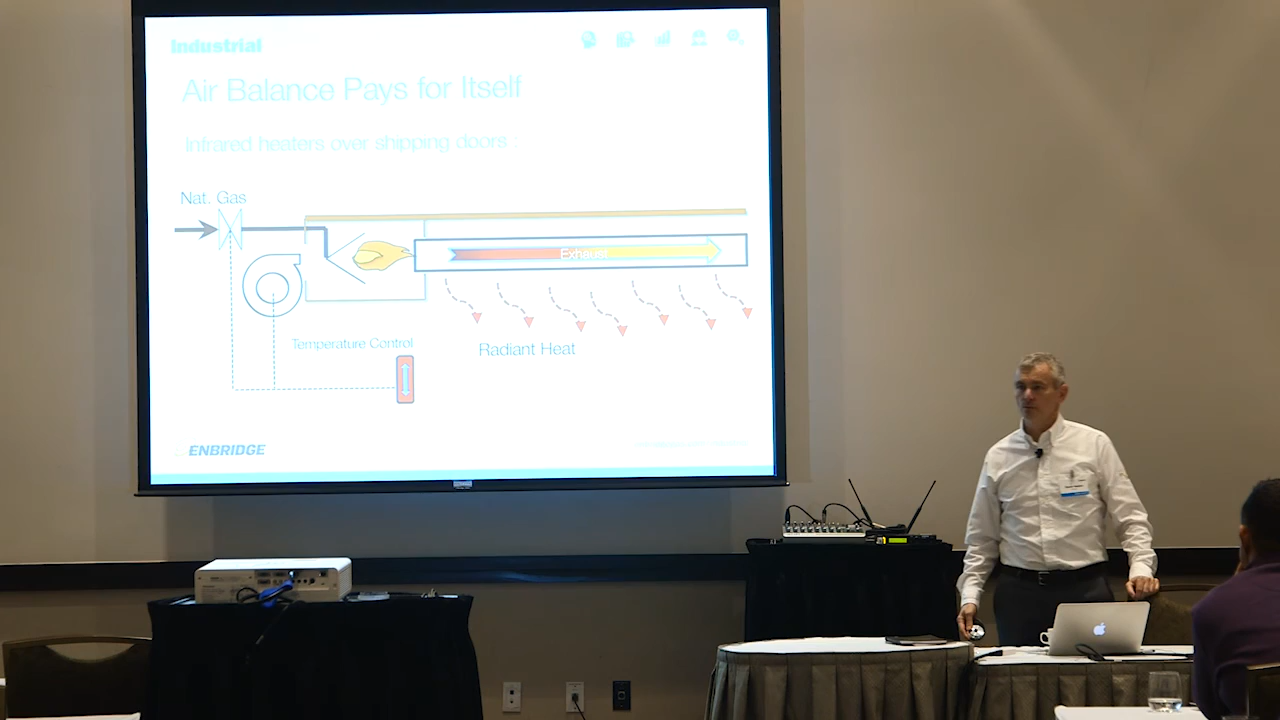 Industrial
Air Balance Pays for Itself
Infrared heaters over shipping doors :
Nat. Gas
Exhaust
Temperature Control
Radiant Heat
ENBRIDGE